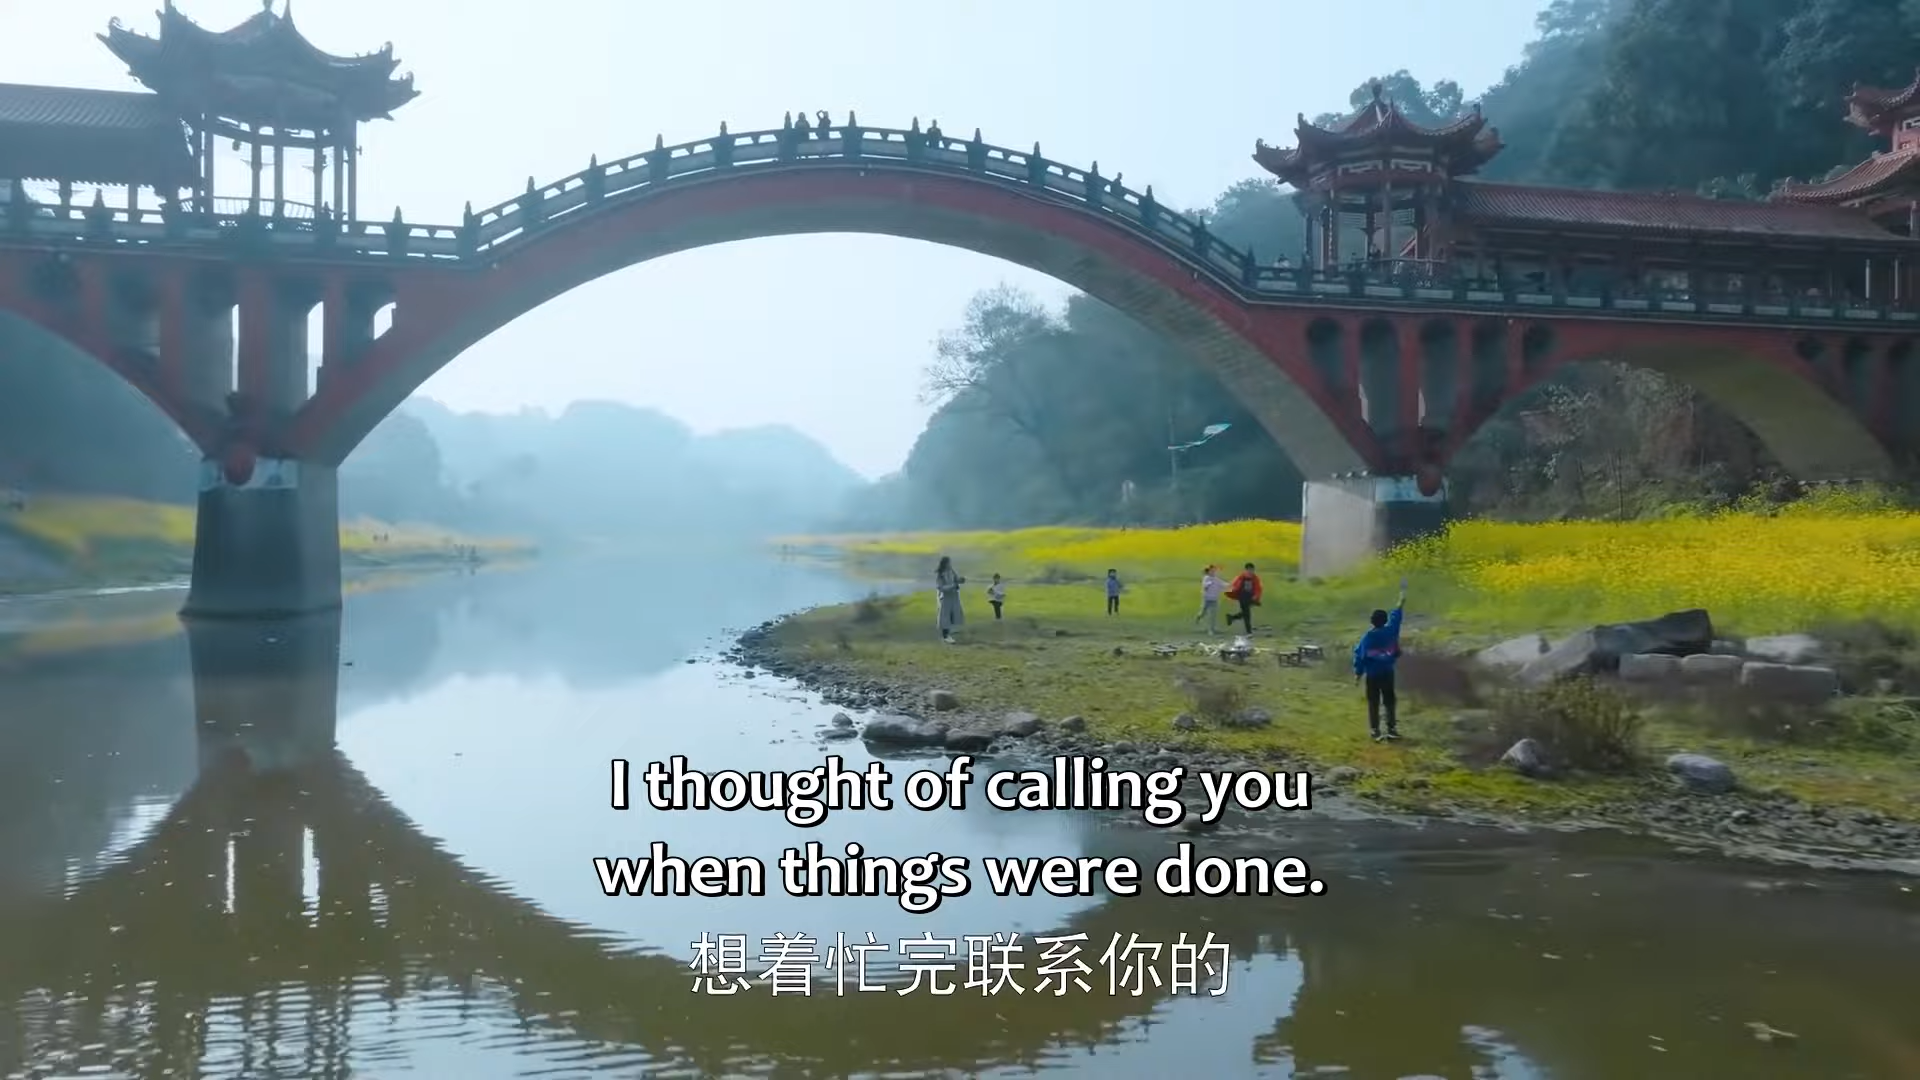 I thought of calling you
when things were done.
想着忙完联系你的